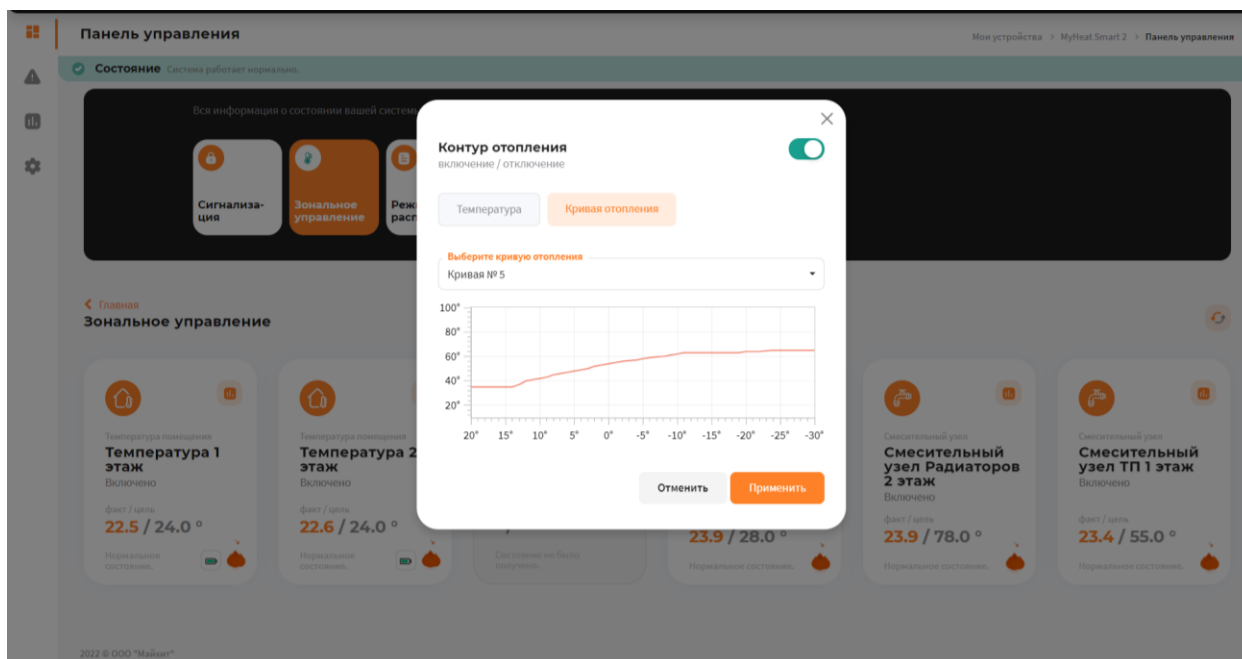 Панель управления
Мои устройства > MyHeat Smart 2 > Панель управления
Состояние Система работает нормально.
Вся информация о состоянии вашей систем
Сигнализа-
ция
Зональное
управление
Контур отопления
включение / отключение
Температура
Кривая отопления
Выберите кривую отопления
Кривая № 5
100°
80°
60°
40°
20°
20° 15° 10° 5° 0° -5° -10° -15° -20° -25° -30°
Отменить
Применить
Главная
Зональное управление
Температура помещения
Температура 1
этаж
Включено
факт / цель
22.5 / 24.0 °
Нормальное
состояние.
Температура помещения
Температура 2
этаж
Включено
факт / цель
22.6 / 24.0 °
Нормальное
состояние.
Состояние не было
получено.
23.9 / 28.0 °
Нормальное состояние.
Смесительный узел
Смесительный
узел Радиаторов
2 этаж
Включено
факт / цель
23.9 / 78.0 °
Нормальное состояние.
Смесительный узел
Смесительный
узел ТП 1 этаж
Включено
факт / цель
23.4 / 55.0 °
Нормальное состояние.
2022 © ООО "Майхит"